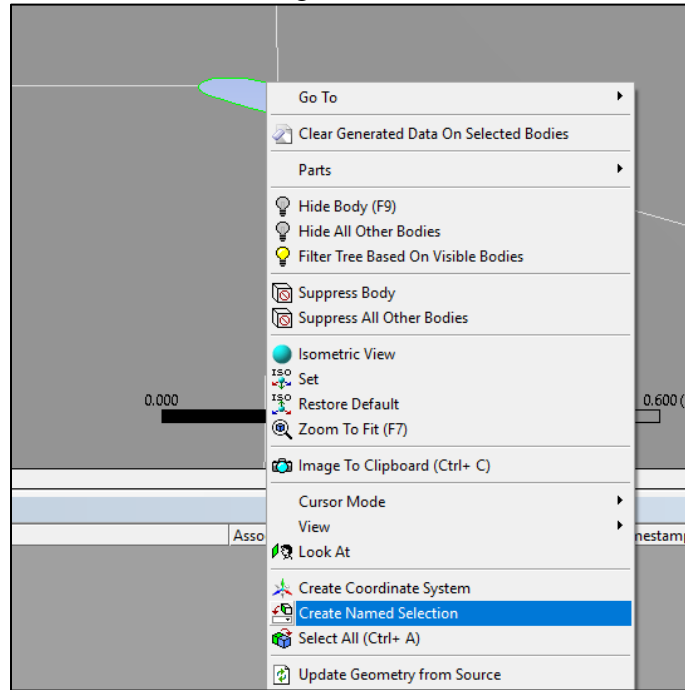 Go To
Clear Generated Data On Selected Bodies
Parts
Hide Body (F9)
Hide All Other Bodies
Filter Tree Based On Visible Bodies
Suppress Body
Suppress All Other Bodies
Isometric View
ISO Set
0.000
ISO Restore Default
0.600 (
Zoom To Fit (F7)
Image To Clipboard (Ctrl+ C)
Cursor Mode
View
Asso
nestamp
Look At
Create Coordinate System
Create Named Selection
Select All (Ctrl+ A)
Update Geometry from Source